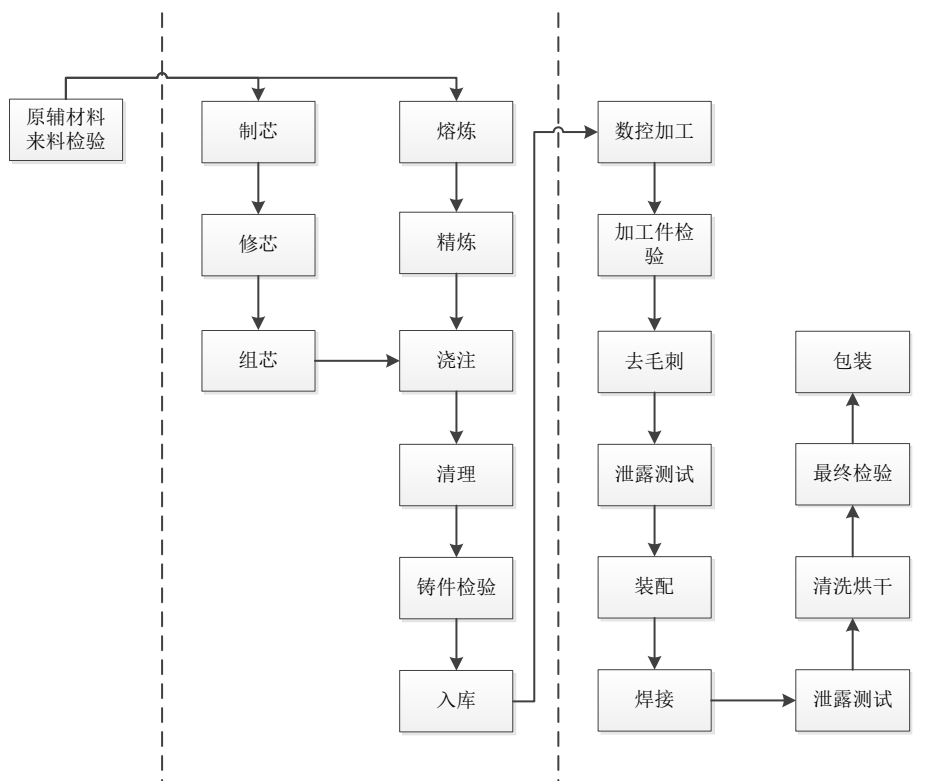 原辅材料
来料检验
制芯
修芯
组芯
熔炼
精炼
浇注
清理
铸件检验
入库
数控加工
加工件检
验
去毛刺
泄露测试
装配
焊接
泄露测试
清洗烘干
最终检验
包装